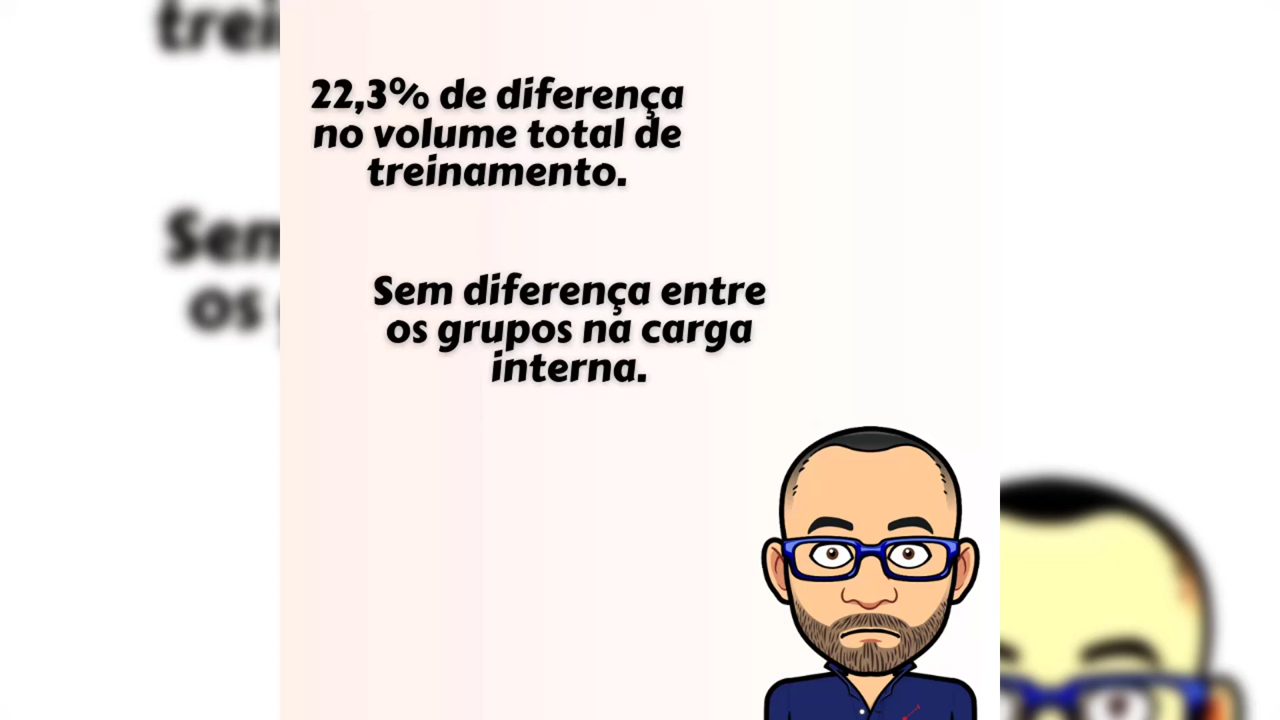 22,3% de diferença
no volume total de
treinamento.
Sem diferença entre
os grupos na carga
interna.